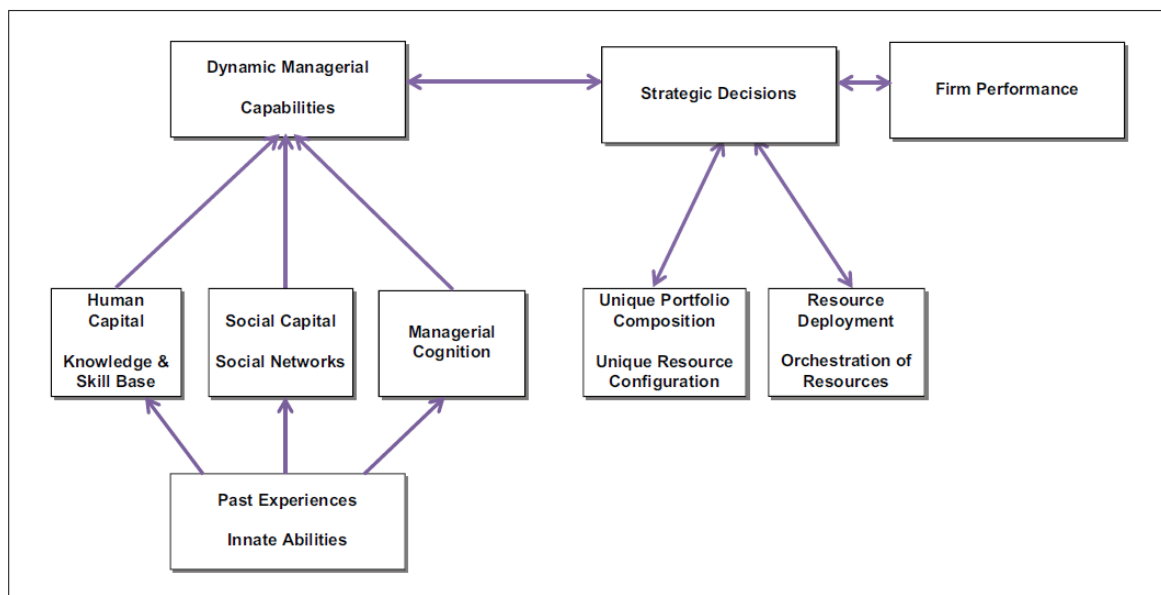 Dynamic Managerial
Capabilities
Strategic Decisions
Firm Performance
Human
Capital
Knowledge &
Skill Base
Social Capital
Social Networks
Managerial
Cognition
Unique Portfolio
Composition
Unique Resource
Configuration
Resource
Deployment
Orchestration of
Resources
Past Experiences
Innate Abilities